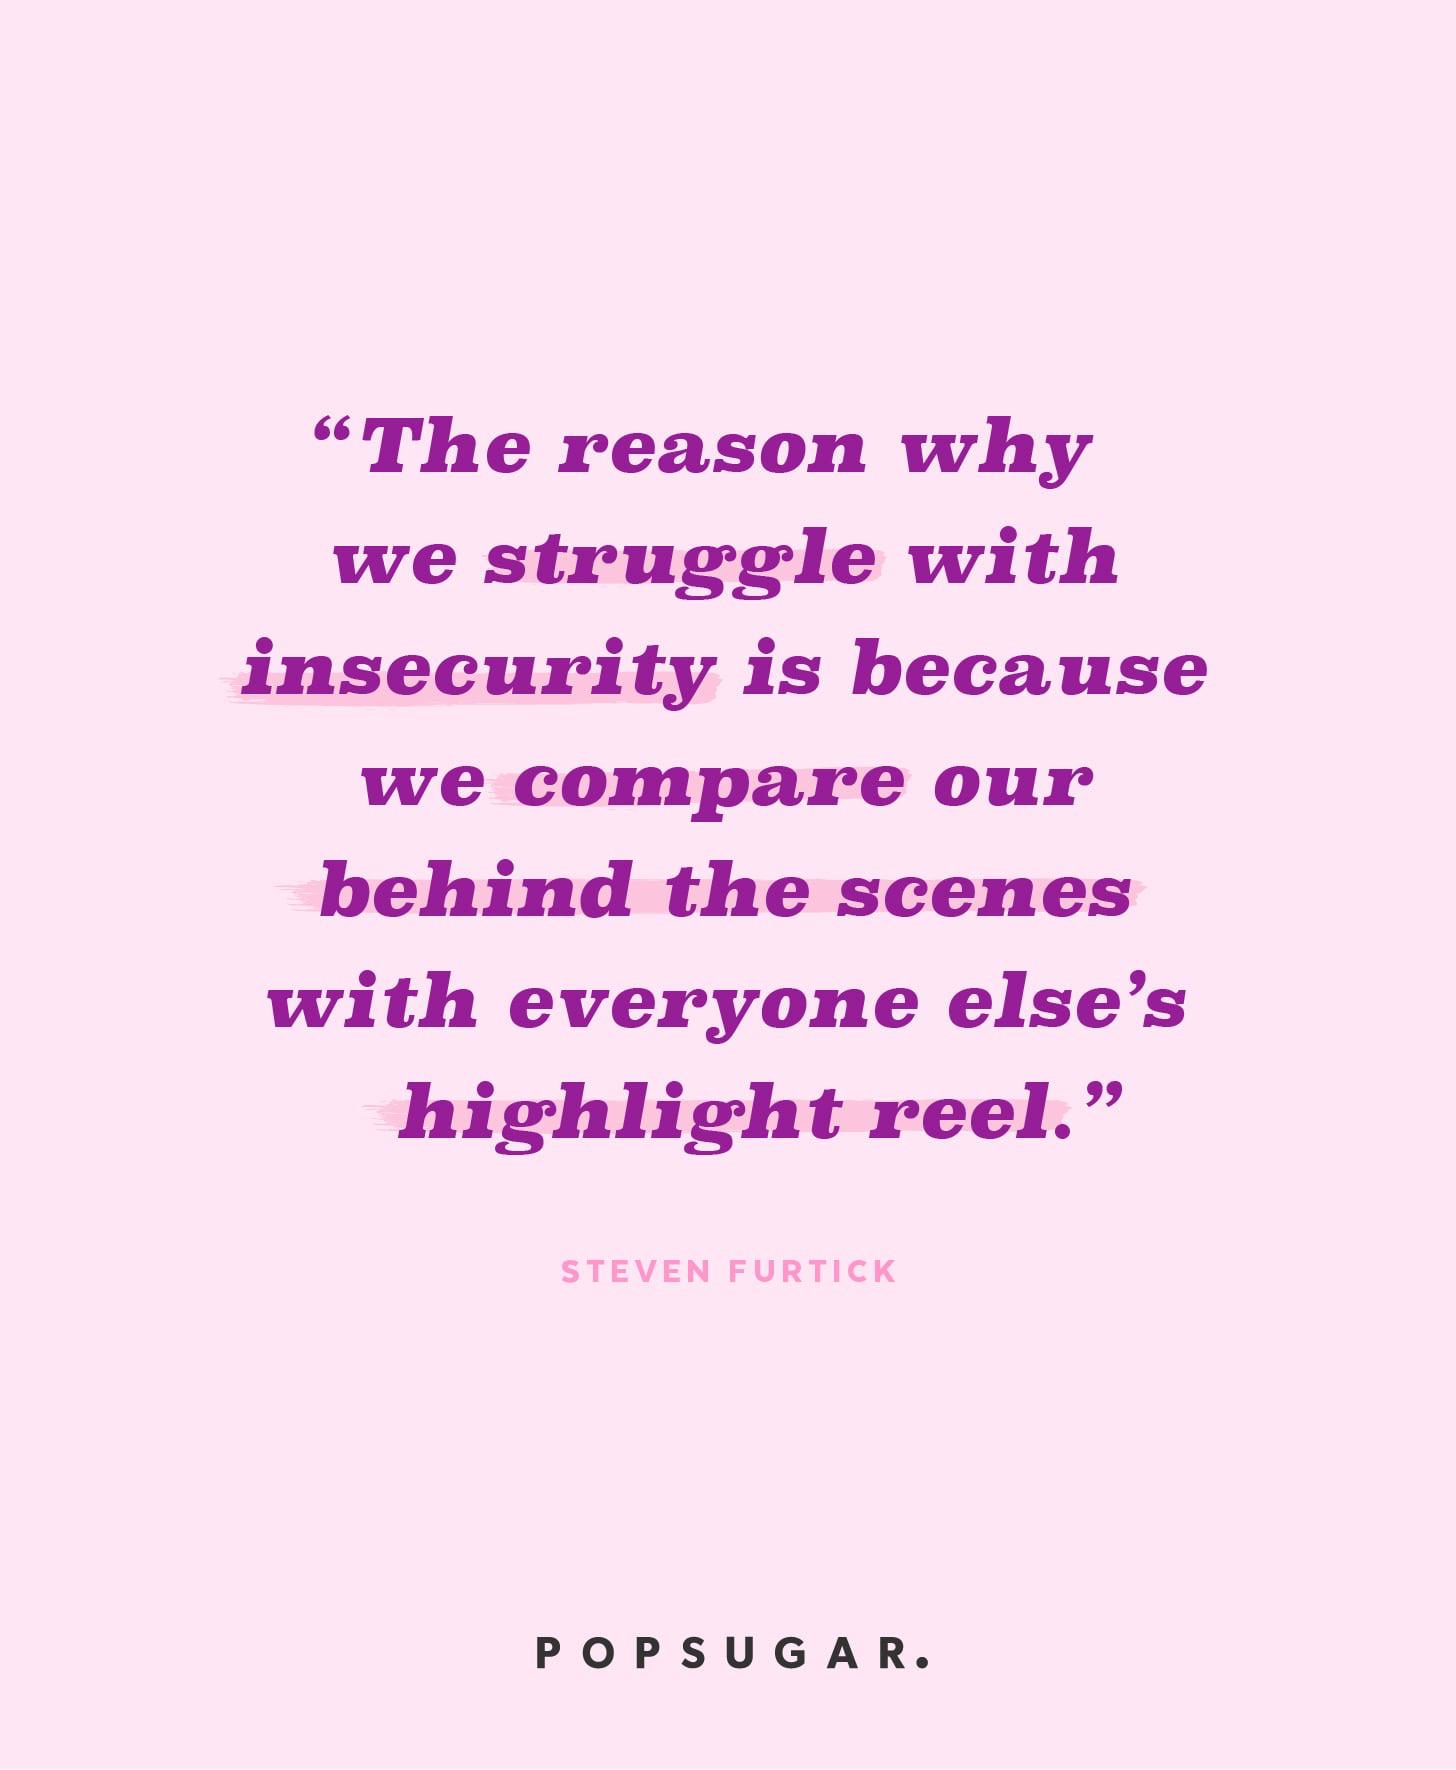 “The reason why
we struggle with
insecurity is because
we compare our
behind the scenes
with everyone else’s
highlight reel.”
STEVEN FURTICK
POPSUGAR.